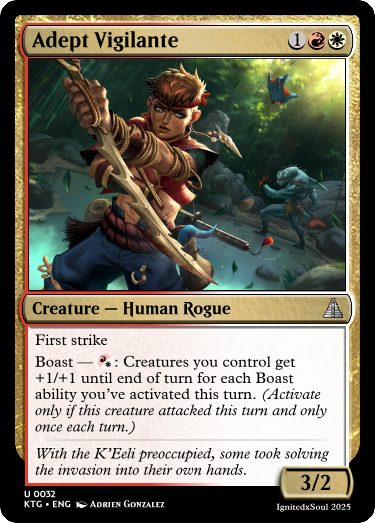 Adept Vigilante 1
Creature — Human Rogue
First strike
Boast — : Creatures you control get
+1/+1 until end of turn for each Boast
ability you've activated this turn. (Activate
only if this creature attacked this turn and only
once each turn.)
With the K'Eeli preoccupied, some took solving
the invasion into their own hands.
3/2
U 0032
KTG • ENG Adrien Gonzalez
IgnitedxSoul 2025